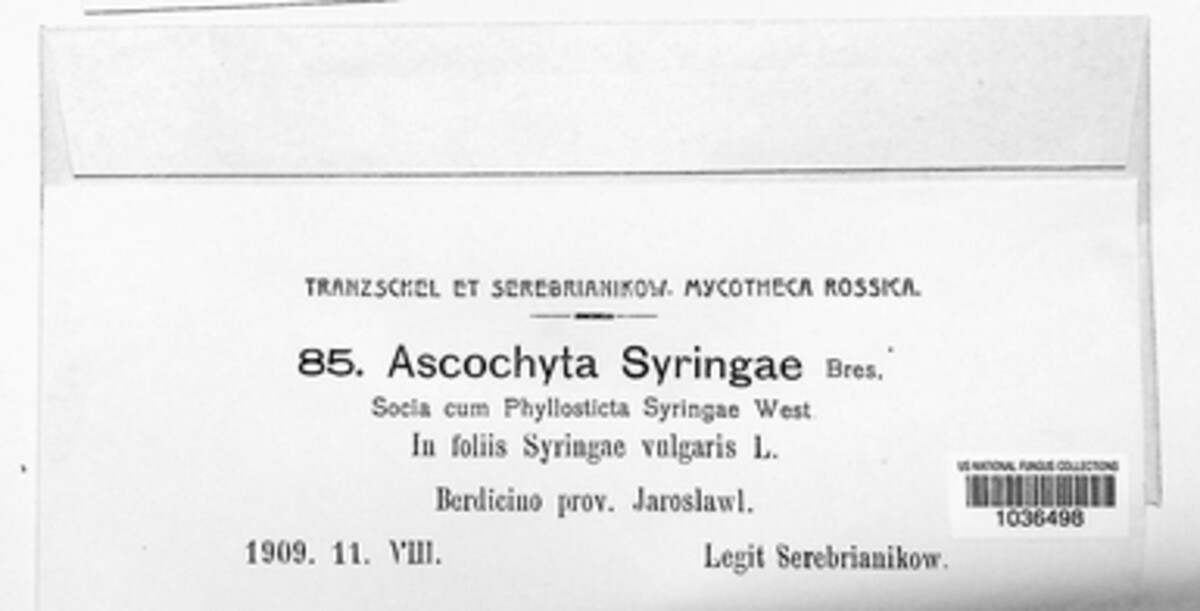 TRANZSCHEL ET SEREBRIANIKOW. MYCOTHECA ROSSICA.
85. Ascochyta Syringae Bres.
Socia cum Phyllosticta Syringae West
In foliis Syringae vulgaris L.
Berdicino prov. Jaroslawl.
1909. 11. VIII.
Legit Serebrianikow.
US NATIONAL FUNGUS COLLECTIONS
1036498